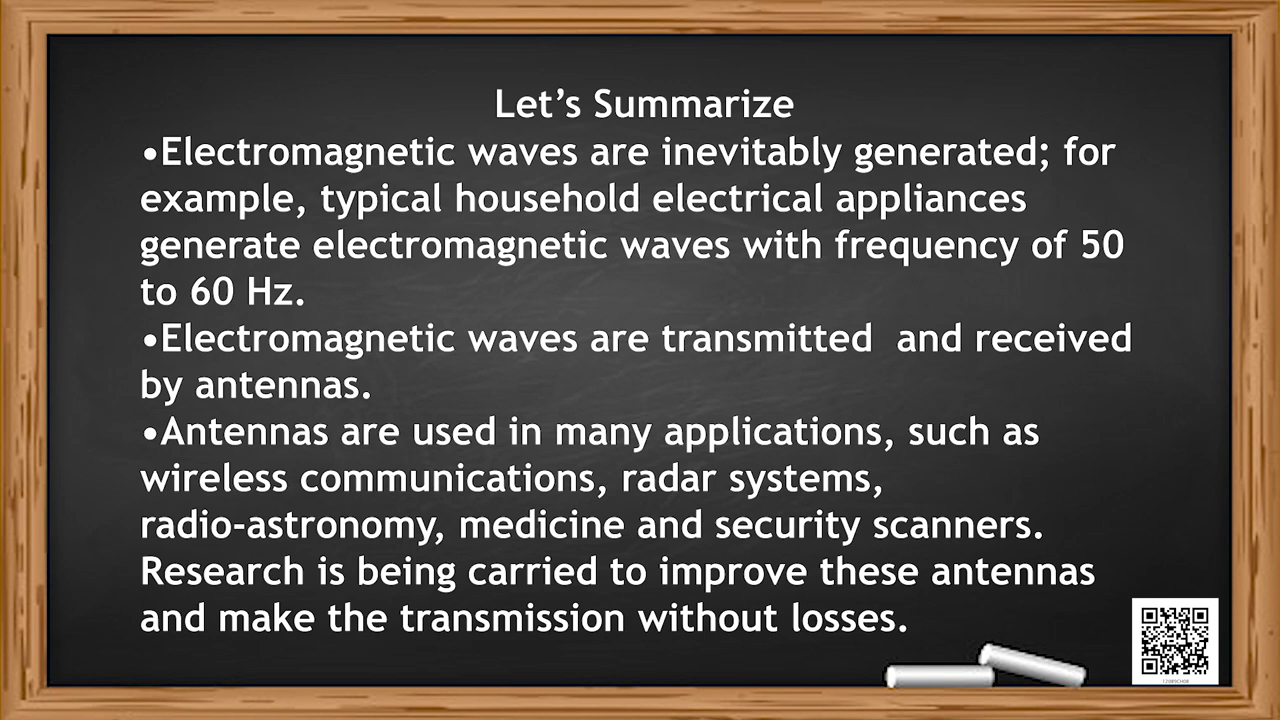 Let’s Summarize
•Electromagnetic waves are inevitably generated; for
example, typical household electrical appliances
generate electromagnetic waves with frequency of 50
to 60 Hz.
•Electromagnetic waves are transmitted  and received
by antennas.
•Antennas are used in many applications, such as
wireless communications, radar systems,
radio-astronomy, medicine and security scanners.
Research is being carried to improve these antennas
and make the transmission without losses.